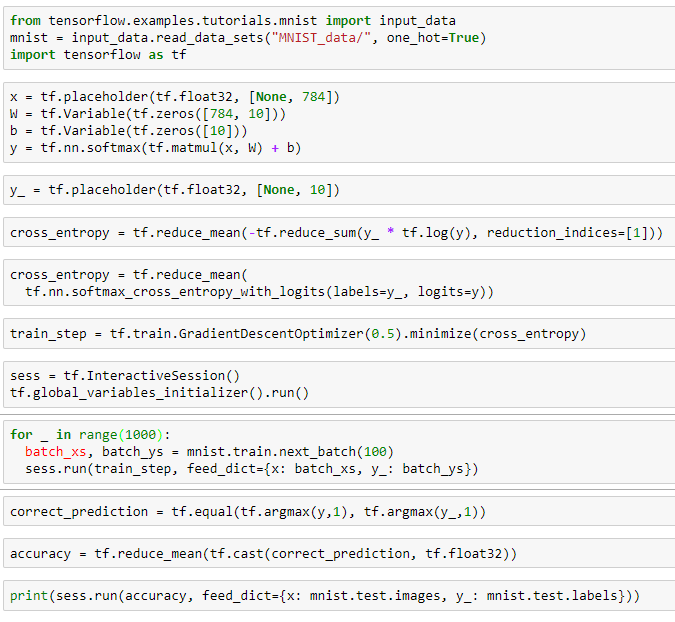 from tensorflow.examples.tutorials.mnist import input_data
mnist = input_data.read_data_sets("MNIST_data/", one_hot=True)
import tensorflow as tf
x = tf.placeholder(tf.float32, [None, 784])
W = tf.Variable(tf.zeros([784, 10]))
b = tf.Variable(tf.zeros([10]))
y = tf.nn.softmax(tf.matmul(x, W) + b)
y_ = tf.placeholder(tf.float32, [None, 10])
cross_entropy = tf.reduce_mean(-tf.reduce_sum(y_ * tf.log(y), reduction_indices=[1]))
cross_entropy = tf.reduce_mean(
  tf.nn.softmax_cross_entropy_with_logits(labels=y_, logits=y))
train_step = tf.train.GradientDescentOptimizer(0.5).minimize(cross_entropy)
sess = tf.InteractiveSession()
tf.global_variables_initializer().run()
for _ in range(1000):
  batch_xs, batch_ys = mnist.train.next_batch(100)
  sess.run(train_step, feed_dict={x: batch_xs, y_: batch_ys})
correct_prediction = tf.equal(tf.argmax(y,1), tf.argmax(y_,1))
accuracy = tf.reduce_mean(tf.cast(correct_prediction, tf.float32))
print(sess.run(accuracy, feed_dict={x: mnist.test.images, y_: mnist.test.labels}))